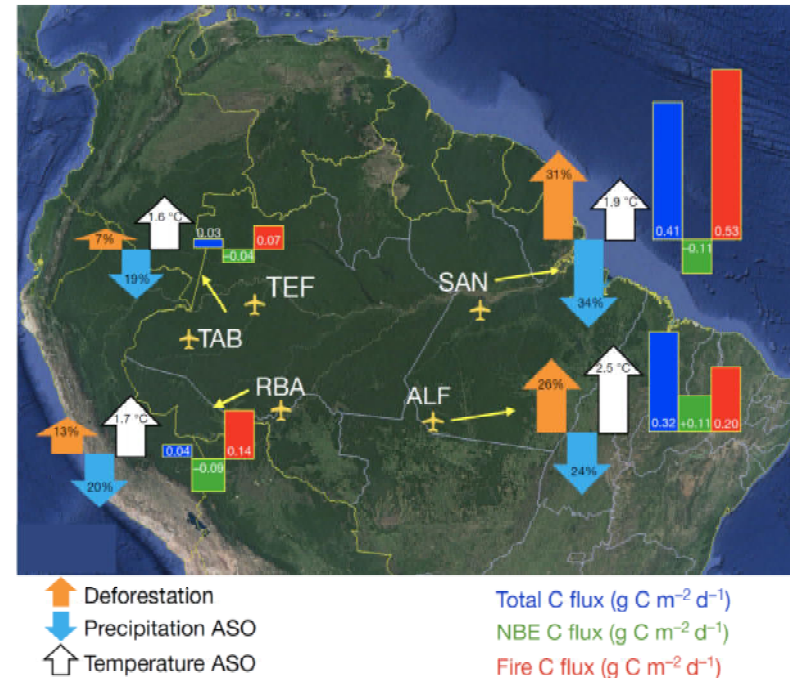 31%
1.9 °C
0.41
−0.11
0.53
34%
1.6 °C
7%
19%
0.03
−0.04
0.07
TEF
TAB
SAN
26%
2.5 °C
24%
0.32
+0.11
0.20
RBA
ALF
13%
1.7 °C
20%
0.04
−0.09
0.14
Deforestation
Precipitation ASO
Temperature ASO
Total C flux (g C m⁻² d⁻¹)
NBE C flux (g C m⁻² d⁻¹)
Fire C flux (g C m⁻² d⁻¹)